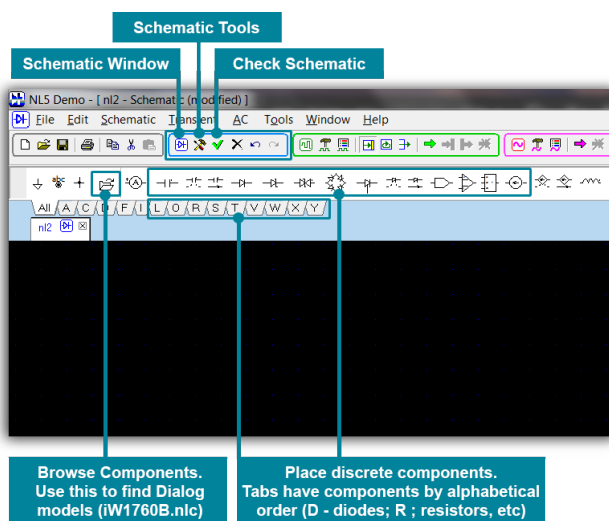 Schematic Tools
Schematic Window
Check Schematic
NL5 Demo - [ nl2 - Schematic (modified) ]
File Edit Schematic Transient AC Tools Window Help
All A C D F I L O R S T V W X Y
nl2
Browse Components.
Use this to find Dialog
models (iW1760B.nlc)
Place discrete components.
Tabs have components by alphabetical
order (D - diodes; R ; resistors, etc)